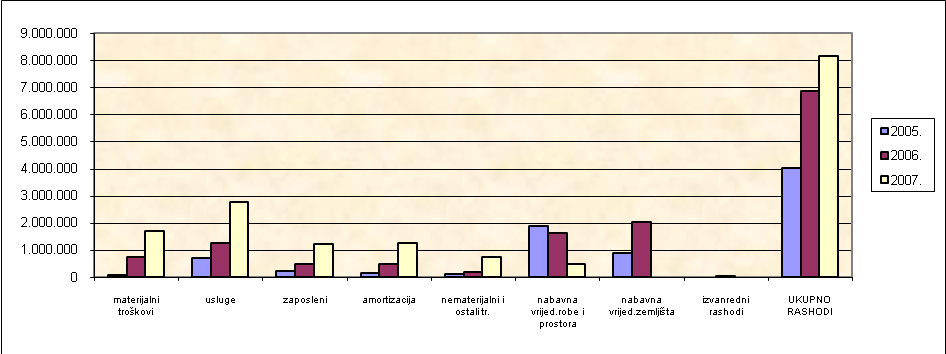 9.000.000
8.000.000
7.000.000
6.000.000
5.000.000
4.000.000
3.000.000
2.000.000
1.000.000
0
materijalni
troškovi
usluge
zaposleni
amortizacija
nematerijalni i
ostali tr.
nabavna
vrijed.robe i
prostora
nabavna
vrijed.zemljišta
izvanredni
rashodi
UKUPNO
RASHODI
2005.
2006.
2007.